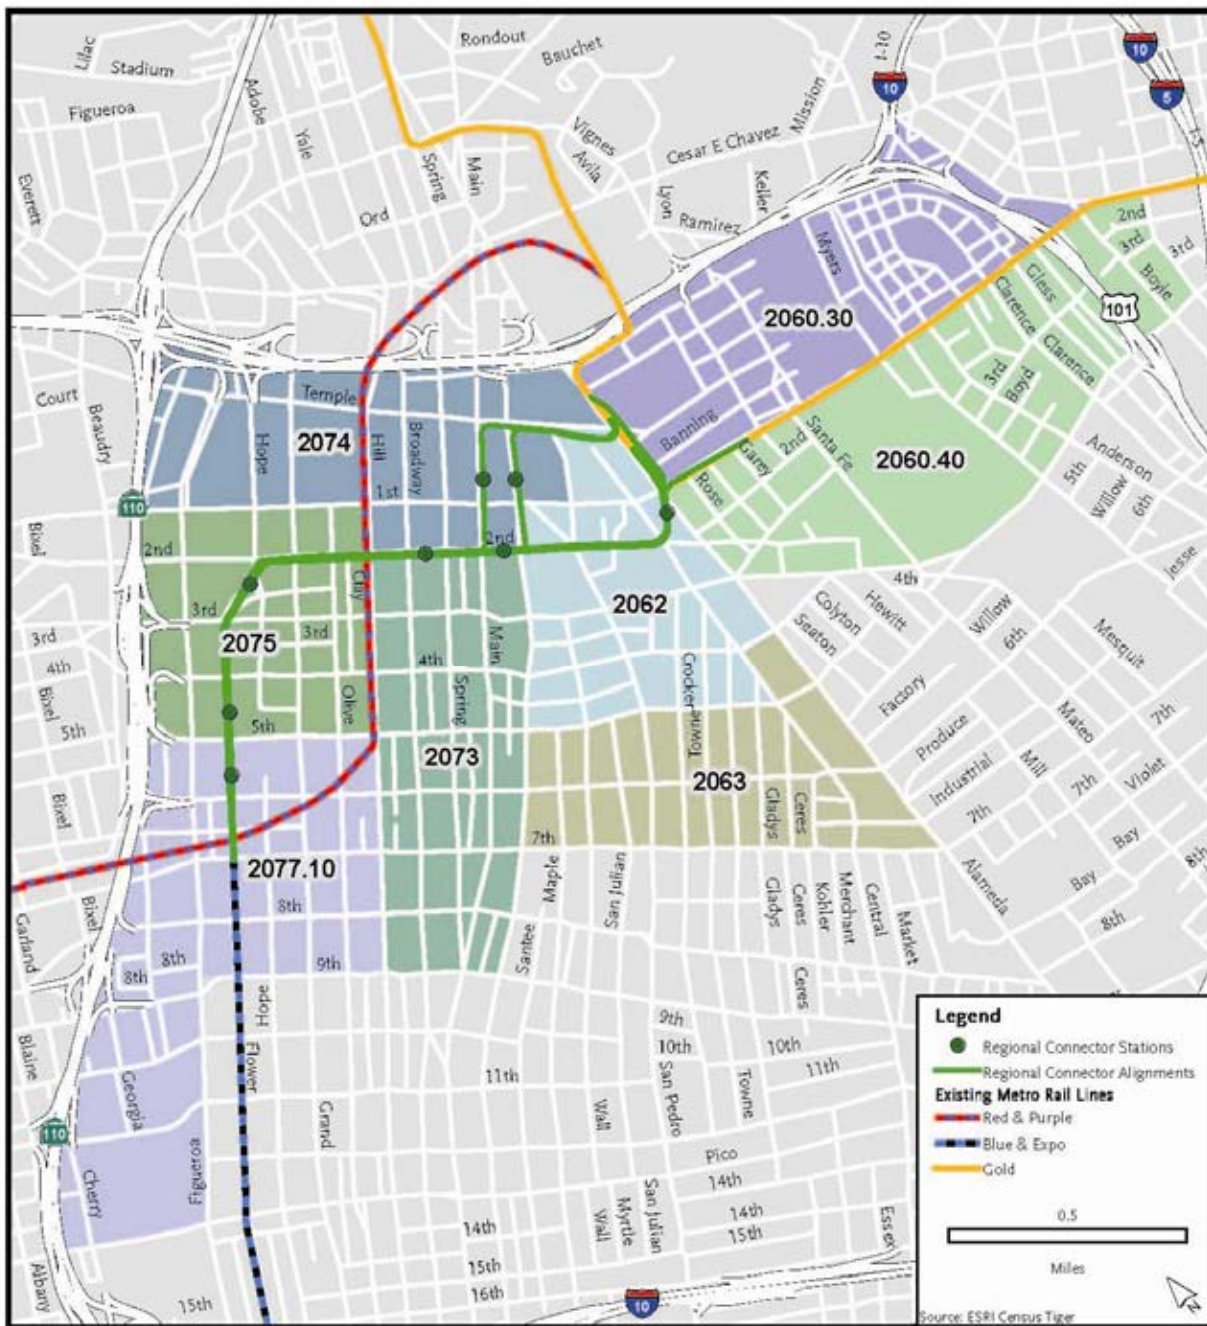 Rondout
Bauchet
Lilac
Stadium
Figueroa
Adobe
Yale
I-10
10
10
5
I-5
Mission
Vignes
Avila
Cesar E Chavez
Spring
Main
Everett
Ord
Lyon
Keller
Ramirez
Myers
2nd
3rd
3rd
Boyle
Gless
Clarence
101
2060.30
Clarence
3rd
Boyd
Court
Beaudry
Temple
Hope
2074
Hill
Broadway
1st
Banning
Garey
2nd
Santa Fe
2060.40
Rose
Anderson
5th
Willow
6th
110
Bixel
2nd
2nd
Jesse
Clay
4th
3rd
2075
3rd
2062
Colyton
Seaton
Hewitt
Willow
6th
Mesquit
3rd
4th
Bixel
5th
4th
Main
Spring
Crocker
Towne
Olive
5th
Factory
7th
Mateo
2073
2063
Produce
Industrial
Mill
7th
Violet
Bixel
Gladys
Ceres
7th
7th
Bay
2077.10
Maple
San Julian
Alameda
Bay
8th
8th
Garland
Bixel
8th
Gladys
Ceres
Kohler
Merchant
Central
Market
8th
8th
9th
Santee
Ceres
Blaine
Georgia
Hope
Flower
9th
10th
10th
11th
11th
San Pedro
Towne
Wall
Grand
110
Cherry
Figueroa
Pico
14th
14th
14th
15th
Wall
Myrtle
San Julian
Essex
15th
16th
15th
Albany
10
Legend
Regional Connector Stations
Regional Connector Alignments
Existing Metro Rail Lines
Red & Purple
Blue & Expo
Gold
0.5
Miles
N
Source: ESRI Census Tiger